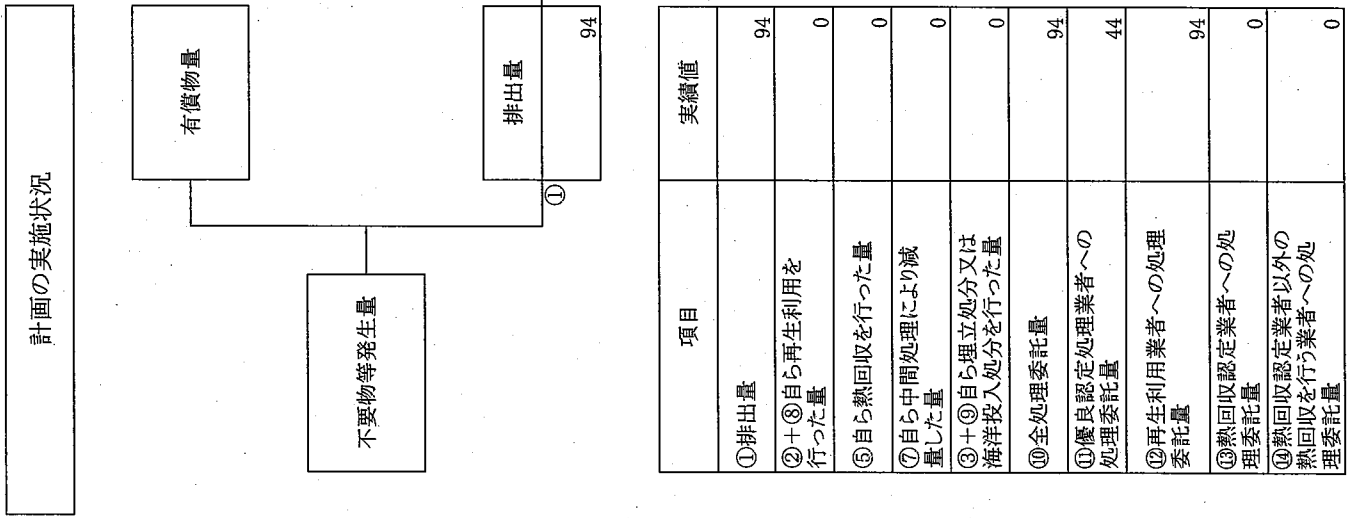 計画の実施状況
有償物量
不要物等発生量
①
排出量
94
項目
実績値
①排出量
94
②+⑧自ら再生利用を
行った量
0
⑤自ら熱回収を行った量
0
⑦自ら中間処理により減
量した量
0
③+⑨自ら埋立処分又は
海洋投入処分を行った量
0
⑩全処理委託量
94
⑪優良認定処理業者への
処理委託量
44
⑫再生利用業者への処理
委託量
94
⑬熱回収認定業者への処
理委託量
0
⑭熱回収認定業者以外の
熱回収を行う業者への処
理委託量
0